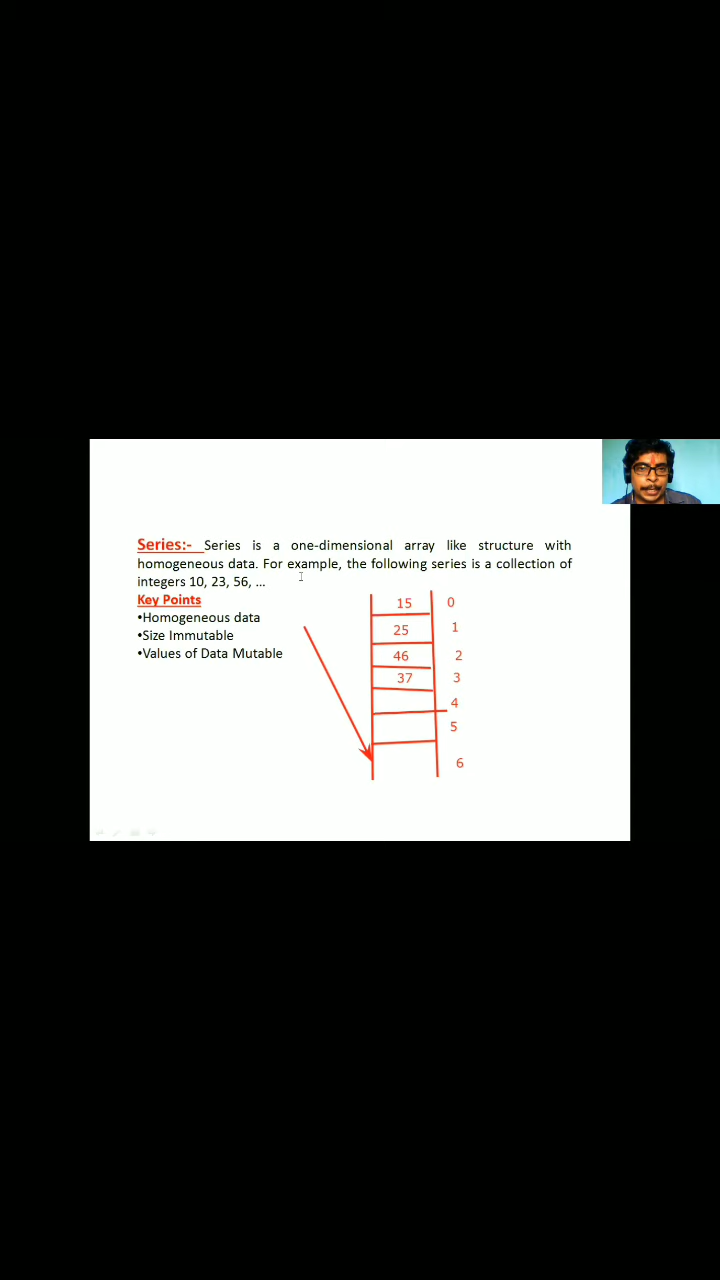 Series:- Series is a one-dimensional array like structure with
homogeneous data. For example, the following series is a collection of
integers 10, 23, 56, …
Key Points
•Homogeneous data
•Size Immutable
•Values of Data Mutable
15 0
25 1
46 2
37 3
4
5
6